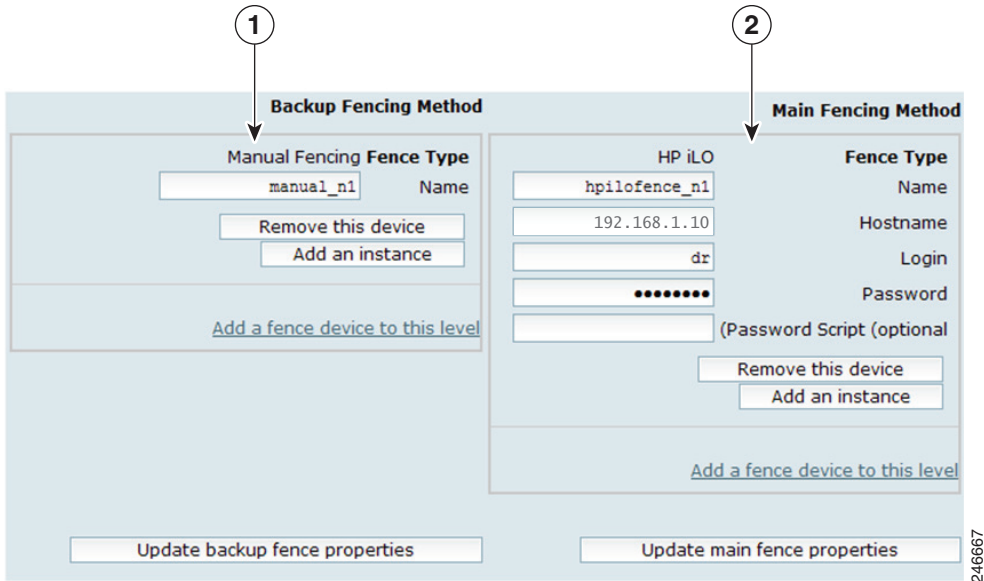 1
2
Backup Fencing Method
Manual Fencing Fence Type
manual_n1 Name
Remove this device
Add an instance
Add a fence device to this level
Update backup fence properties
Main Fencing Method
HP iLO Fence Type
hpilofence_n1 Name
192.168.1.10 Hostname
dr Login
•••••••• Password
(Password Script (optional
Remove this device
Add an instance
Add a fence device to this level
Update main fence properties
246667